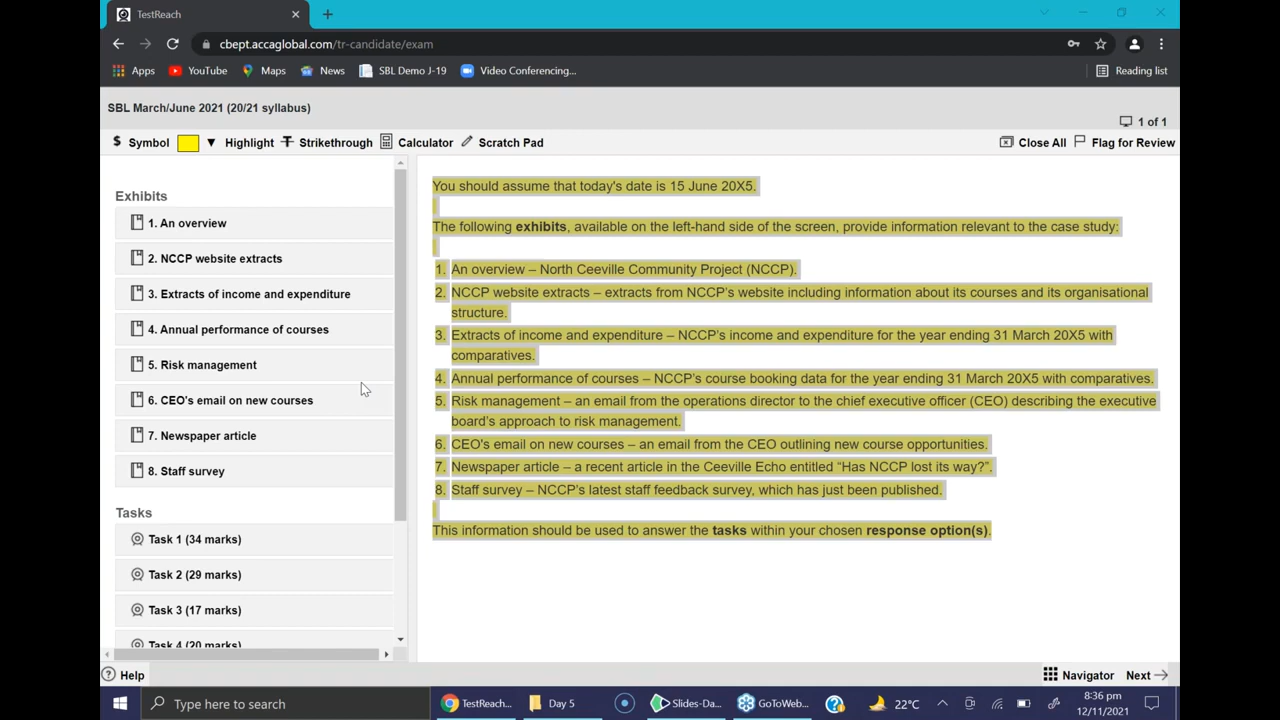 TestReach
cbept.accaglobal.com/tr-candidate/exam
Apps YouTube Maps News SBL Demo J-19 Video Conferencing... Reading list
SBL March/June 2021 (20/21 syllabus)
1 of 1
$ Symbol Highlight Strikethrough Calculator Scratch Pad Close All Flag for Review
Exhibits
1. An overview
2. NCCP website extracts
3. Extracts of income and expenditure
4. Annual performance of courses
5. Risk management
6. CEO's email on new courses
7. Newspaper article
8. Staff survey
Tasks
Task 1 (34 marks)
Task 2 (29 marks)
Task 3 (17 marks)
Task 4 (20 marks)
You should assume that today's date is 15 June 20X5.
The following exhibits, available on the left-hand side of the screen, provide information relevant to the case study:
1. An overview – North Ceeville Community Project (NCCP).
2. NCCP website extracts – extracts from NCCP's website including information about its courses and its organisational
structure.
3. Extracts of income and expenditure – NCCP's income and expenditure for the year ending 31 March 20X5 with
comparatives.
4. Annual performance of courses – NCCP's course booking data for the year ending 31 March 20X5 with comparatives.
5. Risk management – an email from the operations director to the chief executive officer (CEO) describing the executive
board's approach to risk management.
6. CEO's email on new courses – an email from the CEO outlining new course opportunities.
7. Newspaper article – a recent article in the Ceeville Echo entitled “Has NCCP lost its way?”.
8. Staff survey – NCCP's latest staff feedback survey, which has just been published.
This information should be used to answer the tasks within your chosen response option(s).
Help Navigator Next
Type here to search TestReac... Day 5 Slides-Da... GoToWeb... 22°C
8:36 pm
12/11/2021